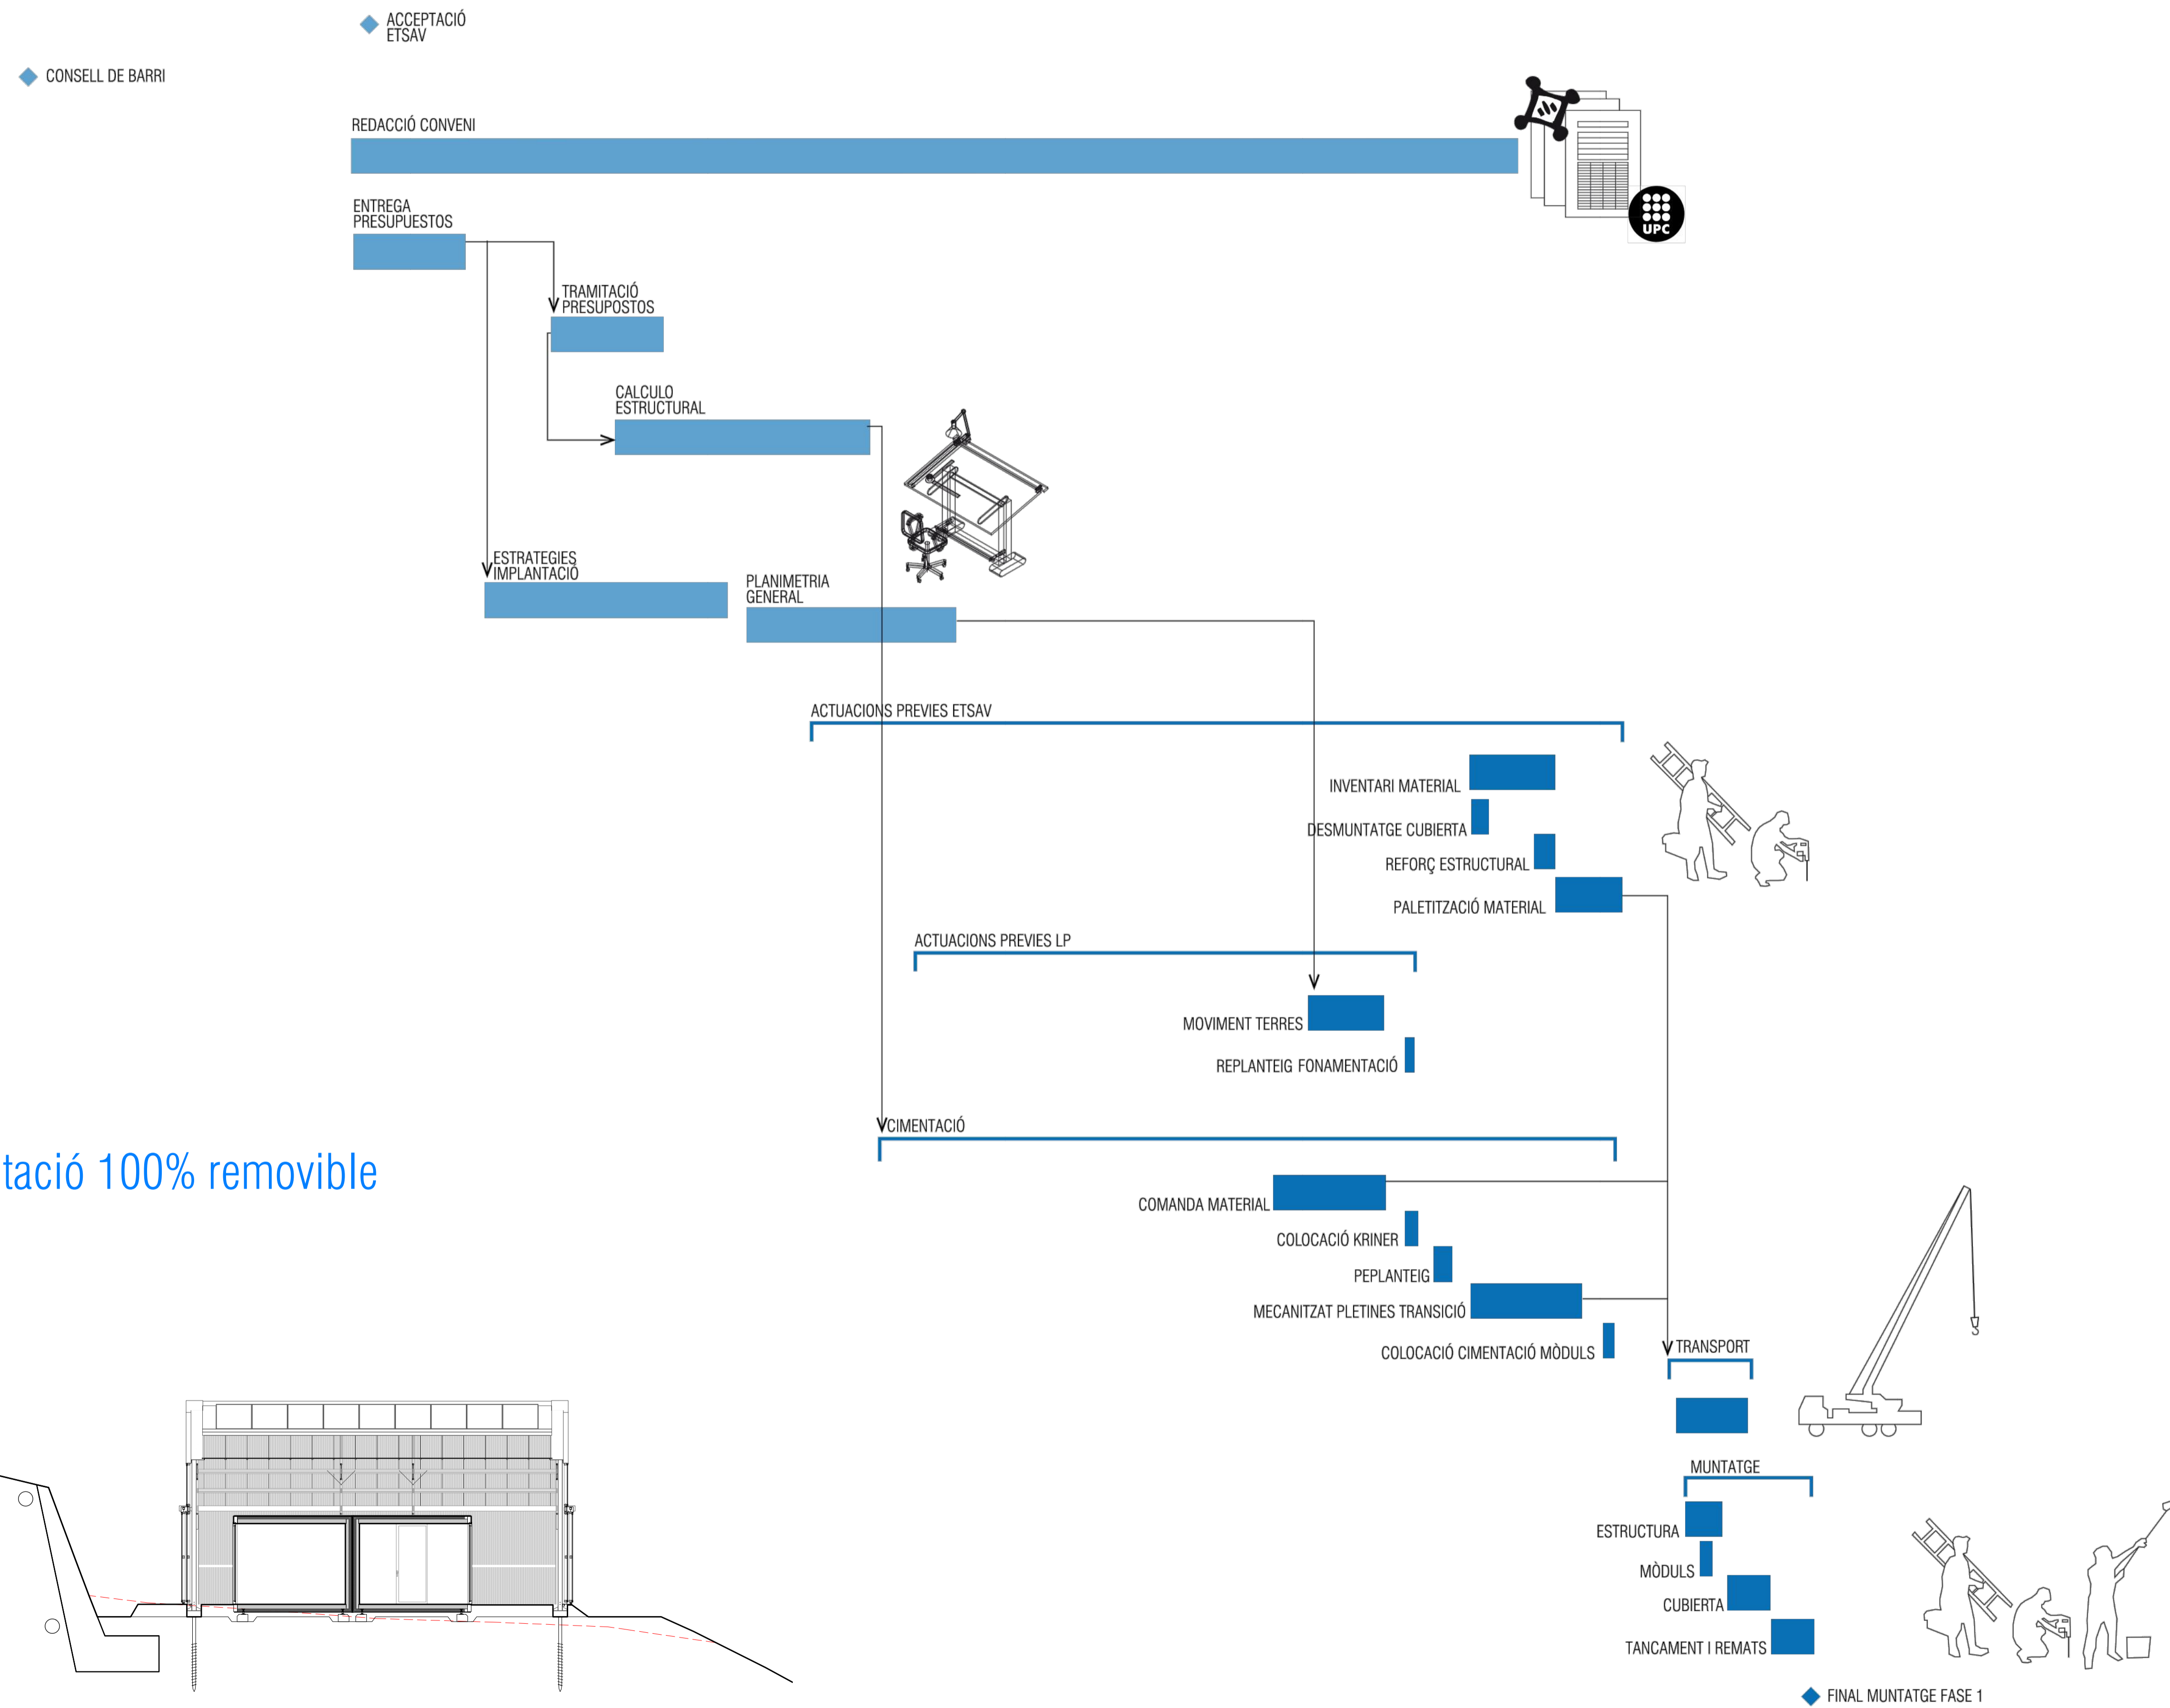 ACCEPTACIÓ
ETSAV
CONSELL DE BARRI
REDACCIÓ CONVENI
UPC
ENTREGA
PRESUPUESTOS
TRAMITACIÓ
PRESUPOSTOS
CALCULO
ESTRUCTURAL
ESTRATEGIES
IMPLANTACIÓ
PLANIMETRIA
GENERAL
ACTUACIONS PREVIES ETSAV
INVENTARI MATERIAL
DESMUNTATGE CUBIERTA
REFORÇ ESTRUCTURAL
PALETITZACIÓ MATERIAL
ACTUACIONS PREVIES LP
MOVIMENT TERRES
REPLANTEIG FONAMENTACIÓ
CIMENTACIÓ
tació 100% removible
COMANDA MATERIAL
COLOCACIÓ KRINER
PEPLANTEIG
MECANITZAT PLETINES TRANSICIÓ
COLOCACIÓ CIMENTACIÓ MÒDULS
TRANSPORT
MUNTATGE
ESTRUCTURA
MÒDULS
CUBIERTA
TANCAMENT I REMATS
FINAL MUNTATGE FASE 1